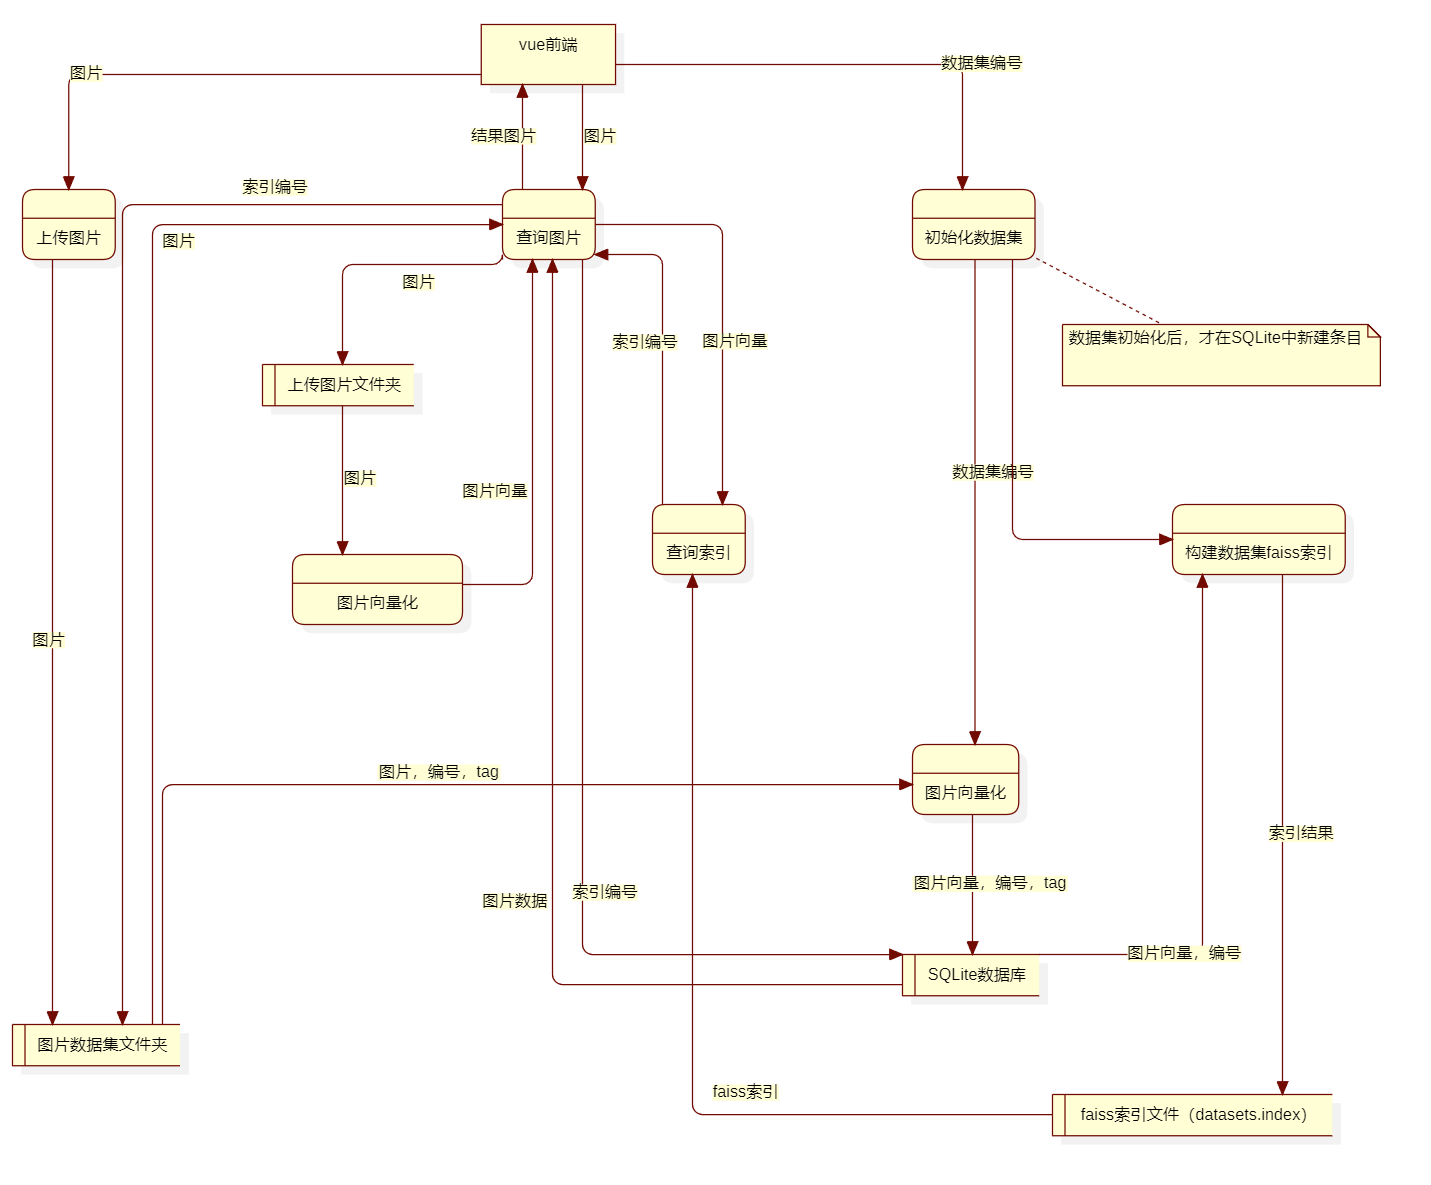 vue前端
图片
数据集编号
结果图片
图片
索引编号
上传图片
图片
查询图片
初始化数据集
图片
索引编号
图片向量
数据集初始化后，才在SQLite中新建条目
上传图片文件夹
图片
图片向量
数据集编号
查询索引
构建数据集faiss索引
图片向量化
图片
图片，编号，tag
图片向量化
索引结果
图片数据
索引编号
图片向量，编号，tag
图片向量，编号
SQLite数据库
图片数据集文件夹
faiss索引
faiss索引文件（datasets.index）